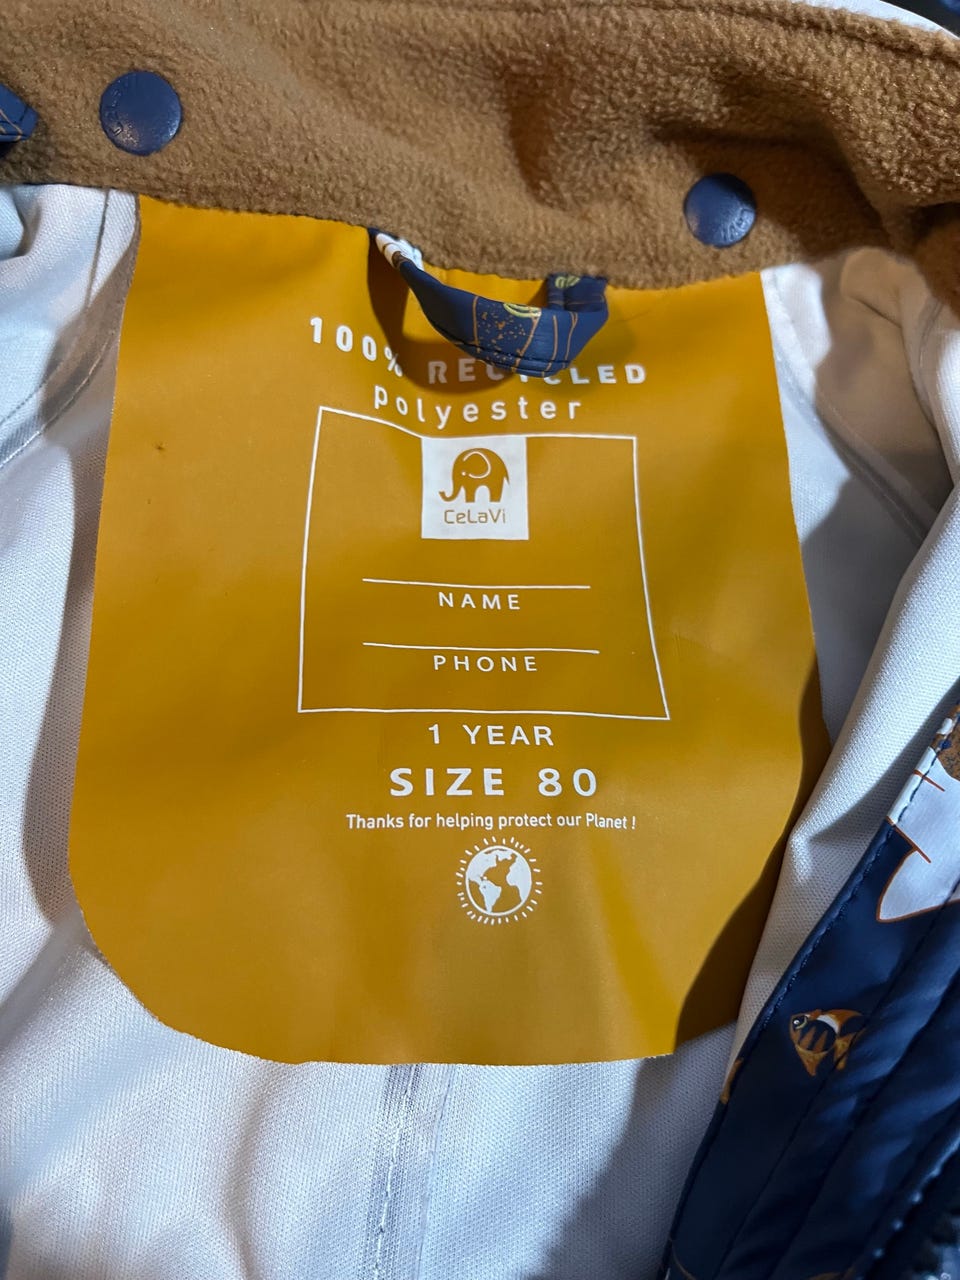 100% RECYCLED
polyester
CeLaVi
NAME
PHONE
1 YEAR
SIZE 80
Thanks for helping protect our Planet !